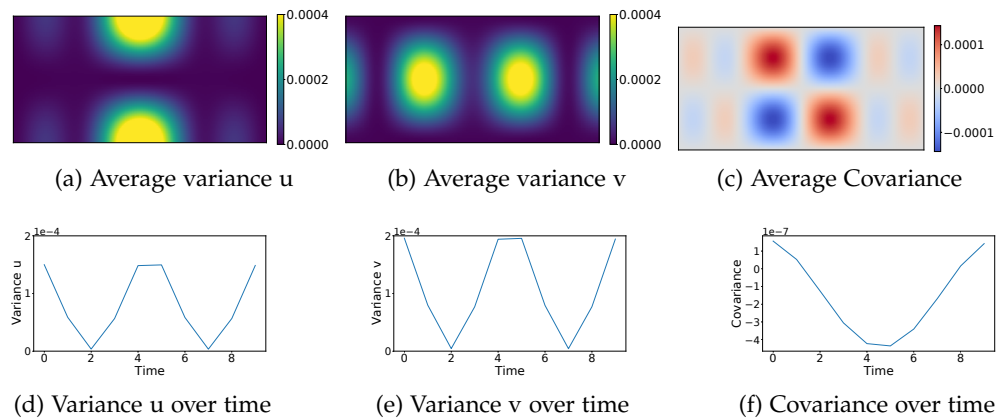 0.0004
0.0002
0.0000
0.0004
0.0002
0.0000
0.0001
0.0000
−0.0001
(a) Average variance u
(b) Average variance v
(c) Average Covariance
1e−4
2
1
0
Variance u
0 2 4 6 8
Time
1e−4
2
1
0
Variance v
0 2 4 6 8
Time
1e−7
1
0
−1
−2
−3
−4
Covariance
0 2 4 6 8
Time
(d) Variance u over time
(e) Variance v over time
(f) Covariance over time